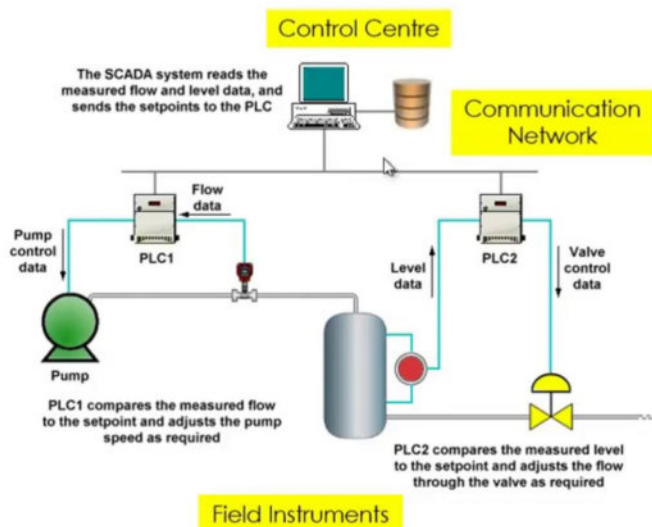 Control Centre
The SCADA system reads the
measured flow and level data, and
sends the setpoints to the PLC
Communication
Network
Flow
data
Pump
control
data
PLC1
PLC2
Level
data
Valve
control
data
Pump
PLC1 compares the measured flow
to the setpoint and adjusts the pump
speed as required
PLC2 compares the measured level
to the setpoint and adjusts the flow
through the valve as required
Field Instruments